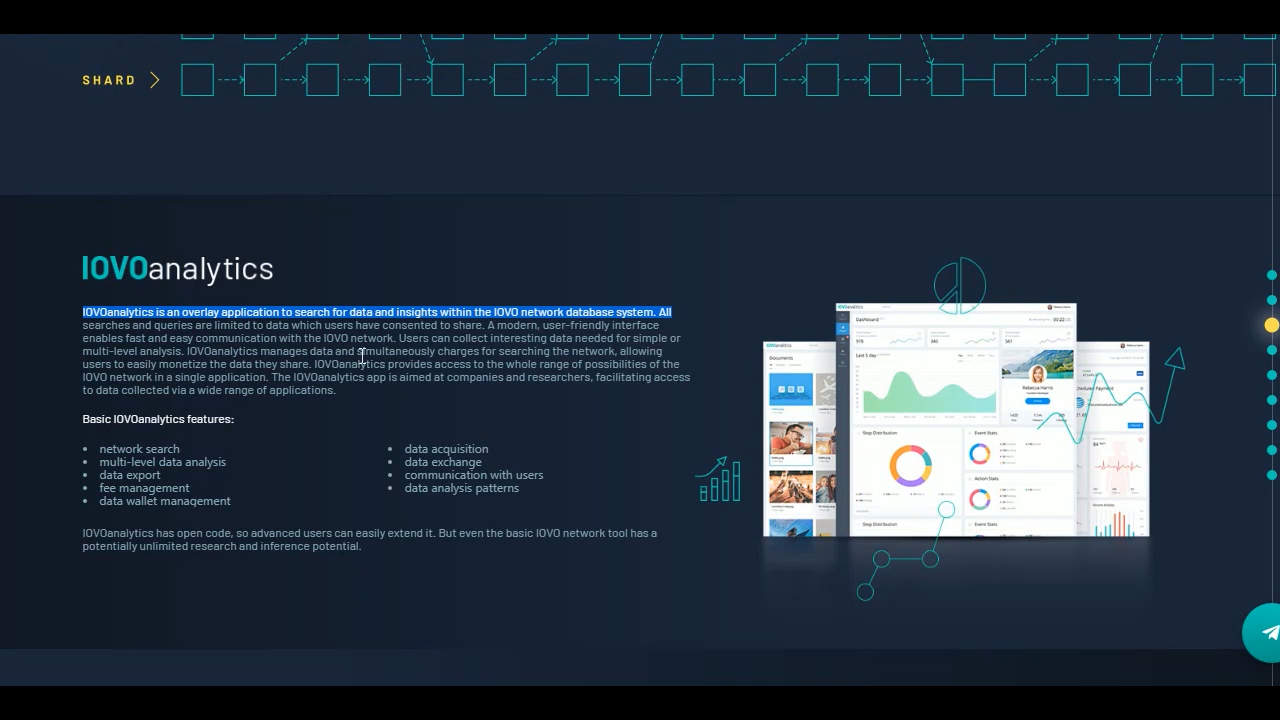 SHARD
IOVOanalytics
IOVOanalytics is an overlay application to search for data and insights within the IOVO network database system. All
searches and queries are limited to data which users have consented to share. A modern, user-friendly interface
enables fast and easy communication with the IOVO network. Users can collect interesting data needed for simple or
multi-level analysis. IOVOanalytics manages data and simultaneously charges for searching the network, allowing
users to easily monetize the data they share. IOVOanalytics provides access to the whole range of possibilities of the
IOVO network in a single application. The IOVOanalytics app is aimed at companies and researchers, facilitating access
to data collected via a wide range of applications.
Basic IOVOanalytics features:
network search
multi-level data analysis
data export
fee management
data wallet management
data acquisition
data exchange
communication with users
data analysis patterns
IOVOanalytics has open code, so advanced users can easily extend it. But even the basic IOVO network tool has a
potentially unlimited research and inference potential.
IOVOanalytics
Dashboard
Last 5 day
Documents
Rebecca Harris
Step Distribution
Event Stats
Action Stats
Step Distribution
Event Stats